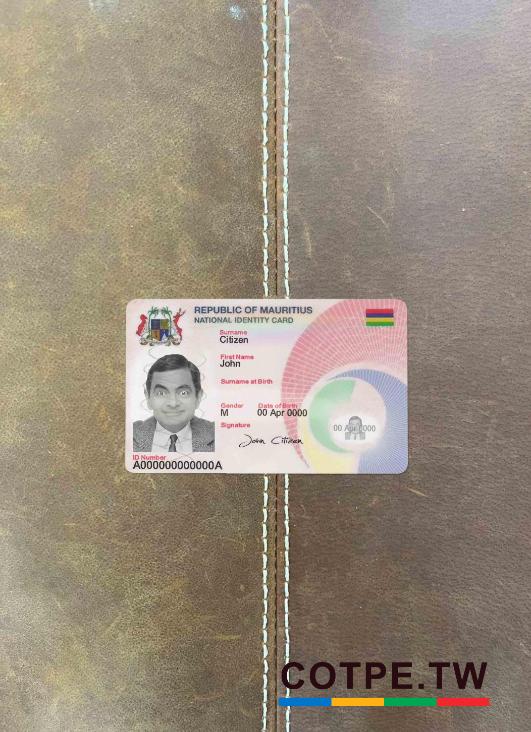 REPUBLIC OF MAURITIUS
NATIONAL IDENTITY CARD
Surname
Citizen
First Name
John
Surname at Birth
Gender Date of Birth
M 00 Apr 0000
00 Apr 0000
Signature
John Citizen
ID Number
A000000000000A
COTPE.TW